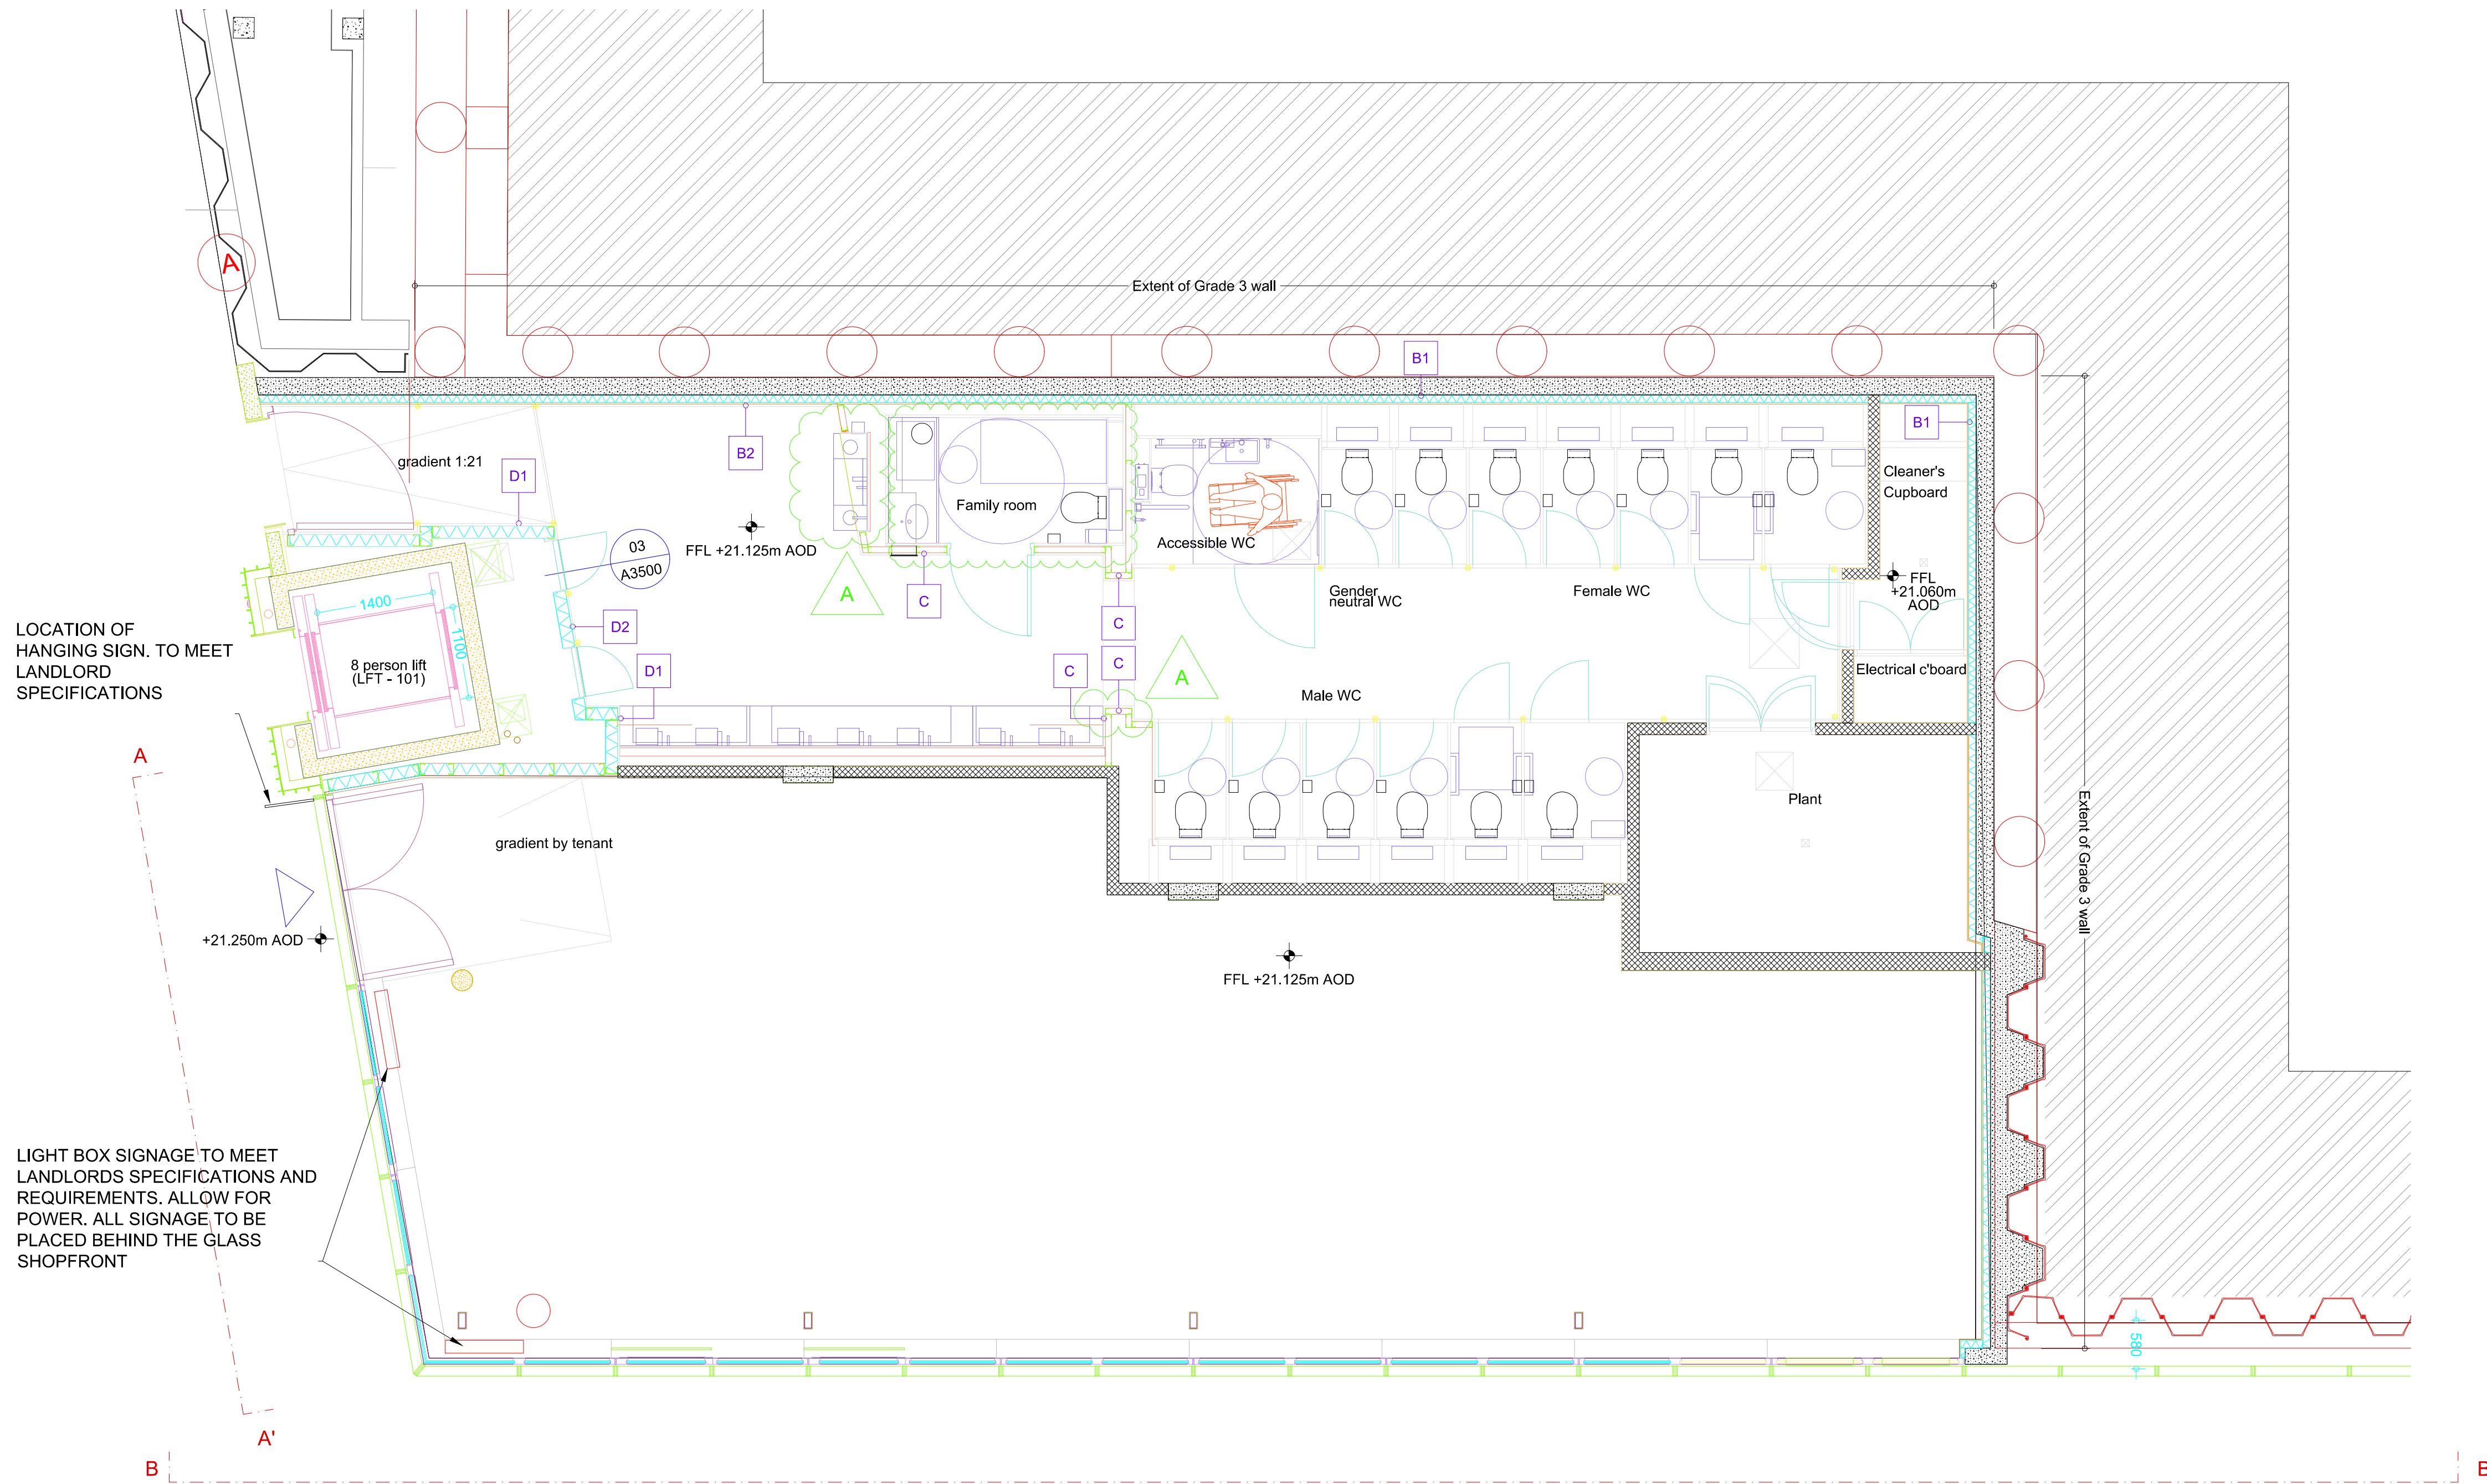 A
Extent of Grade 3 wall
B1
B1
B2
gradient 1:21
D1
Cleaner's
Cupboard
Family room
03
A3500
FFL +21.125m AOD
Accessible WC
A
C
Gender
neutral WC
Female WC
FFL
+21.060m
AOD
1400
1100
D2
C
LOCATION OF
HANGING SIGN. TO MEET
LANDLORD
SPECIFICATIONS
8 person lift
(LFT - 101)
D1
C
C
A
Electrical c'board
Male WC
A
Plant
Extent of Grade 3 wall
gradient by tenant
+21.250m AOD
FFL +21.125m AOD
LIGHT BOX SIGNAGE TO MEET
LANDLORDS SPECIFICATIONS AND
REQUIREMENTS. ALLOW FOR
POWER. ALL SIGNAGE TO BE
PLACED BEHIND THE GLASS
SHOPFRONT
580
A'
B